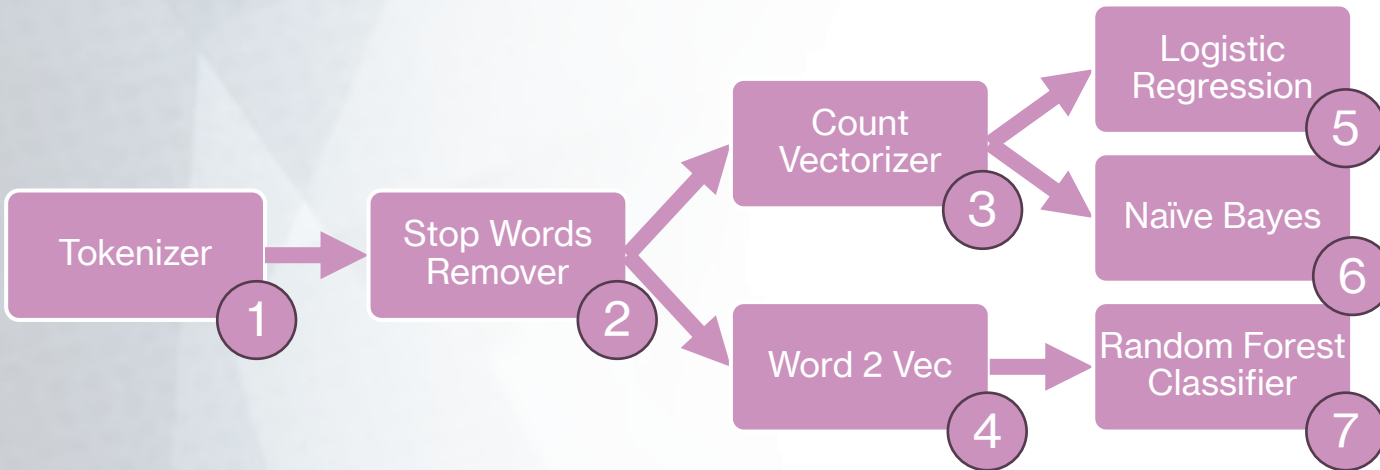 Tokenizer
1
Stop Words
Remover
2
Count
Vectorizer
3
Word 2 Vec
4
Logistic
Regression
5
Naïve Bayes
6
Random Forest
Classifier
7